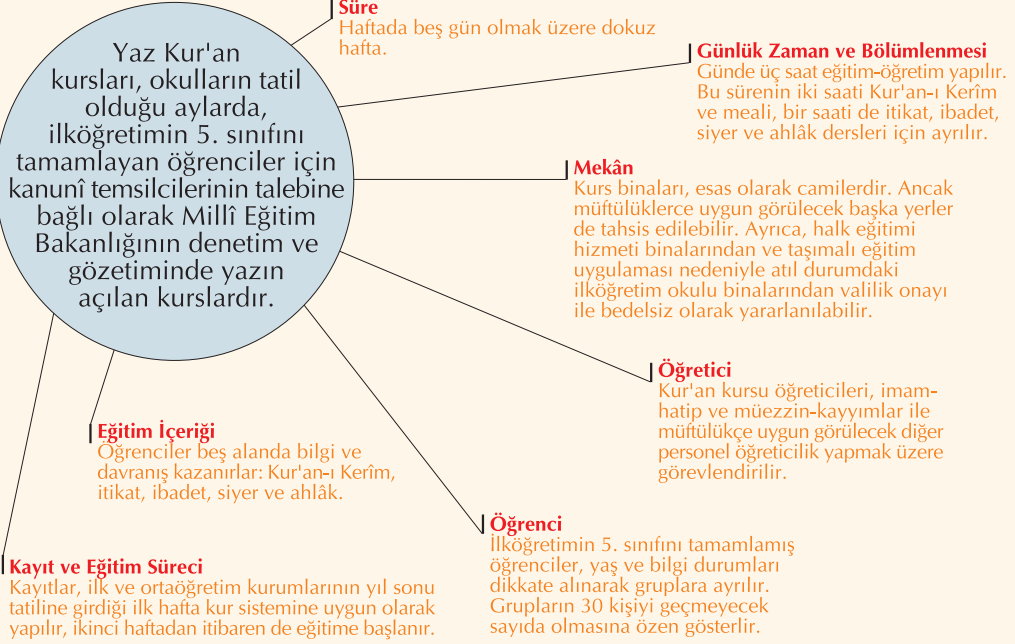 Yaz Kur'an
kursları, okulların tatil
olduğu aylarda,
ilköğretimin 5. sınıfını
tamamlayan öğrenciler için
kanunî temsilcilerinin talebine
bağlı olarak Millî Eğitim
Bakanlığının denetim ve
gözetiminde yazın
açılan kurslardır.
Süre
Haftada beş gün olmak üzere dokuz
hafta.
Günlük Zaman ve Bölümlenmesi
Günde üç saat eğitim-öğretim yapılır.
Bu sürenin iki saati Kur'an-ı Kerîm
ve meali, bir saati de itikat, ibadet,
siyer ve ahlâk dersleri için ayrılır.
Mekân
Kurs binaları, esas olarak camilerdir. Ancak
müftülüklerce uygun görülecek başka yerler
de tahsis edilebilir. Ayrıca, halk eğitimi
hizmeti binalarından ve taşımalı eğitim
uygulaması nedeniyle atıl durumdaki
ilköğretim okulu binalarından valilik onayı
ile bedelsiz olarak yararlanılabilir.
Öğretici
Kur'an kursu öğreticileri, imam-
hatip ve müezzin-kayyımlar ile
müftülükçe uygun görülecek diğer
personel öğreticilik yapmak üzere
görevlendirilir.
Eğitim İçeriği
Öğrenciler beş alanda bilgi ve
davranış kazanırlar: Kur'an-ı Kerîm,
itikat, ibadet, siyer ve ahlâk.
Öğrenci
İlköğretimin 5. sınıfını tamamlamış
öğrenciler, yaş ve bilgi durumları
dikkate alınarak gruplara ayrılır.
Grupların 30 kişiyi geçmeyecek
sayıda olmasına özen gösterlir.
Kayıt ve Eğitim Süreci
Kayıtlar, ilk ve ortaöğretim kurumlarının yıl sonu
tatiline girdiği ilk hafta kur sistemine uygun olarak
yapılır, ikinci haftadan itibaren de eğitime başlanır.